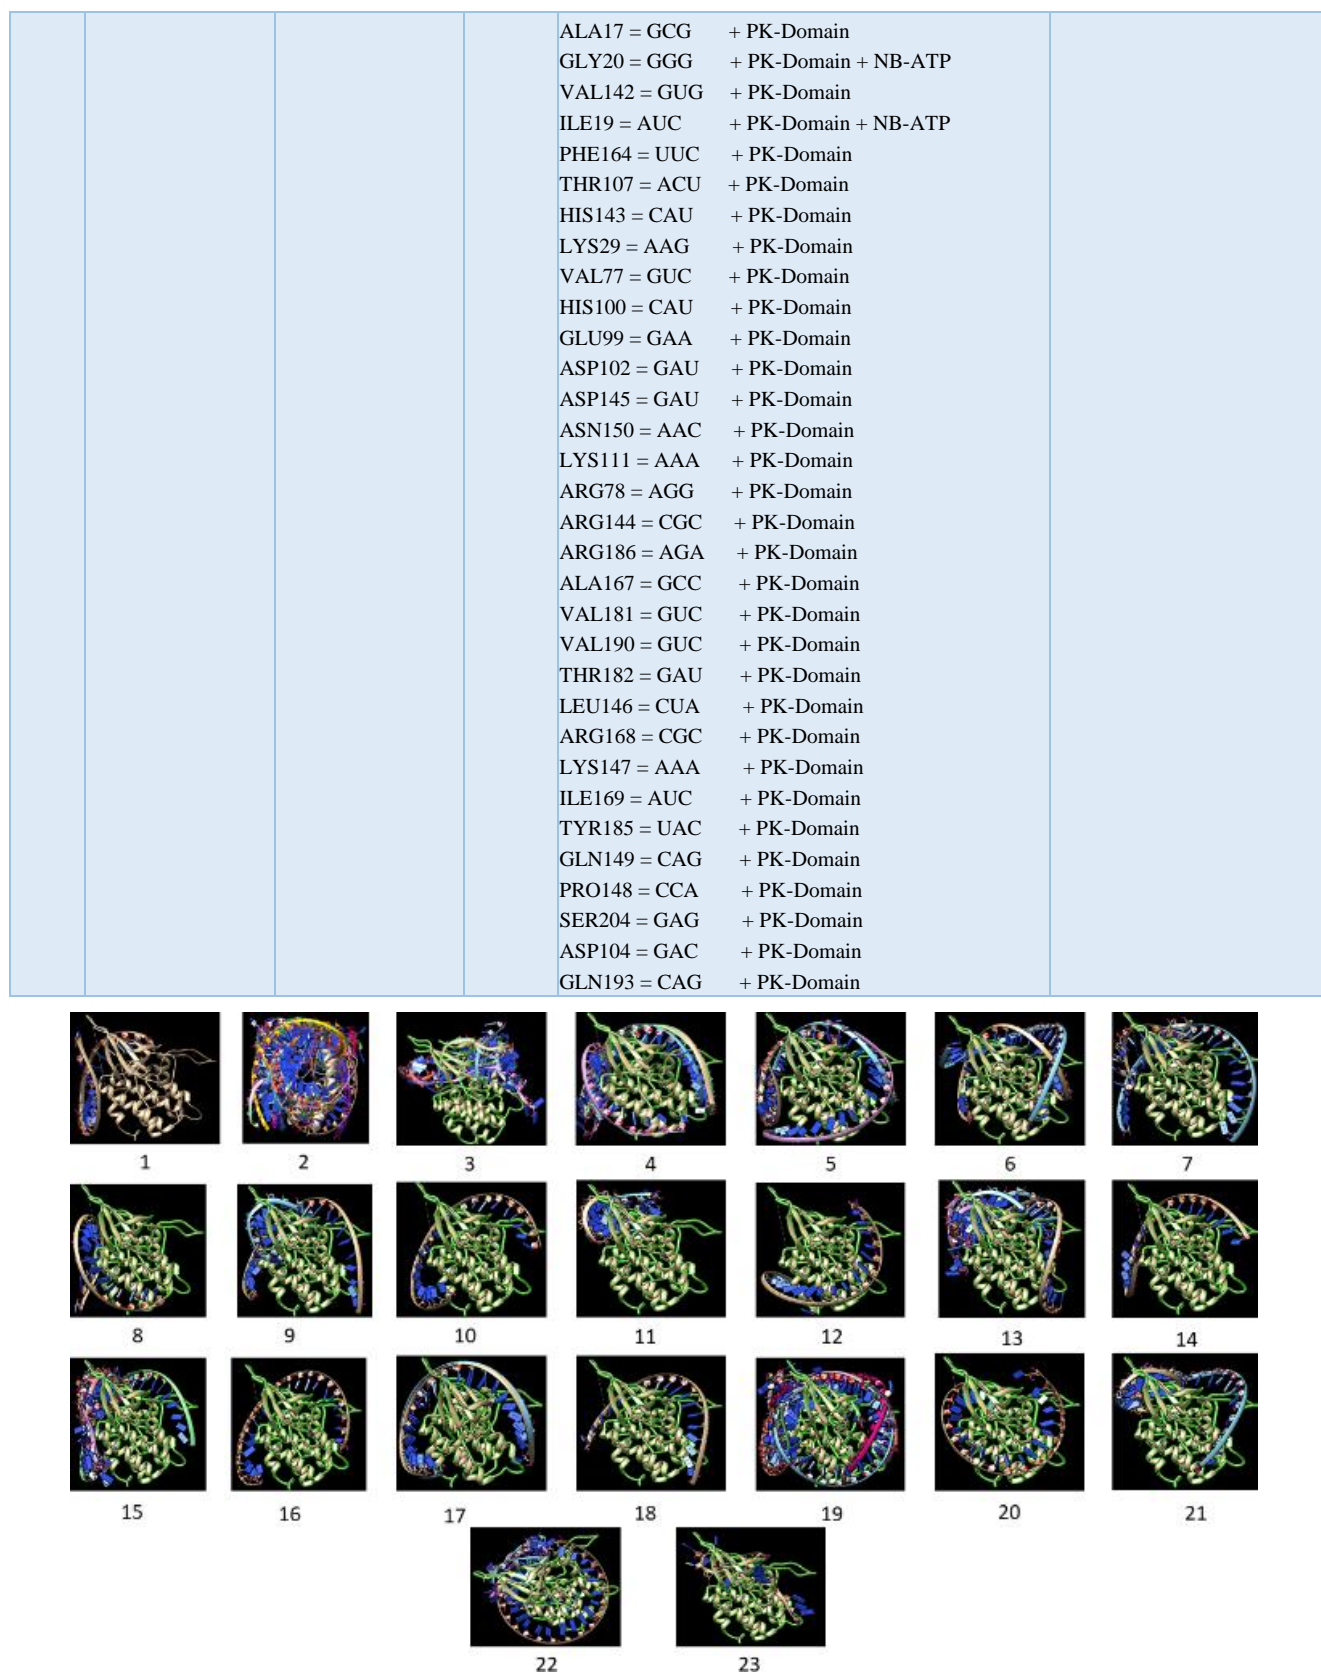 ALA17 = GCG + PK-Domain
GLY20 = GGG + PK-Domain + NB-ATP
VAL142 = GUG + PK-Domain
ILE19 = AUC + PK-Domain + NB-ATP
PHE164 = UUC + PK-Domain
THR107 = ACU + PK-Domain
HIS143 = CAU + PK-Domain
LYS29 = AAG + PK-Domain
VAL77 = GUC + PK-Domain
HIS100 = CAU + PK-Domain
GLU99 = GAA + PK-Domain
ASP102 = GAU + PK-Domain
ASP145 = GAU + PK-Domain
ASN150 = AAC + PK-Domain
LYS111 = AAA + PK-Domain
ARG78 = AGG + PK-Domain
ARG144 = CGC + PK-Domain
ARG186 = AGA + PK-Domain
ALA167 = GCC + PK-Domain
VAL181 = GUC + PK-Domain
VAL190 = GUC + PK-Domain
THR182 = GAU + PK-Domain
LEU146 = CUA + PK-Domain
ARG168 = CGC + PK-Domain
LYS147 = AAA + PK-Domain
ILE169 = AUC + PK-Domain
TYR185 = UAC + PK-Domain
GLN149 = CAG + PK-Domain
PRO148 = CCA + PK-Domain
SER204 = GAG + PK-Domain
ASP104 = GAC + PK-Domain
GLN193 = CAG + PK-Domain
1 2 3 4 5 6 7
8 9 10 11 12 13 14
15 16 17 18 19 20 21
22 23